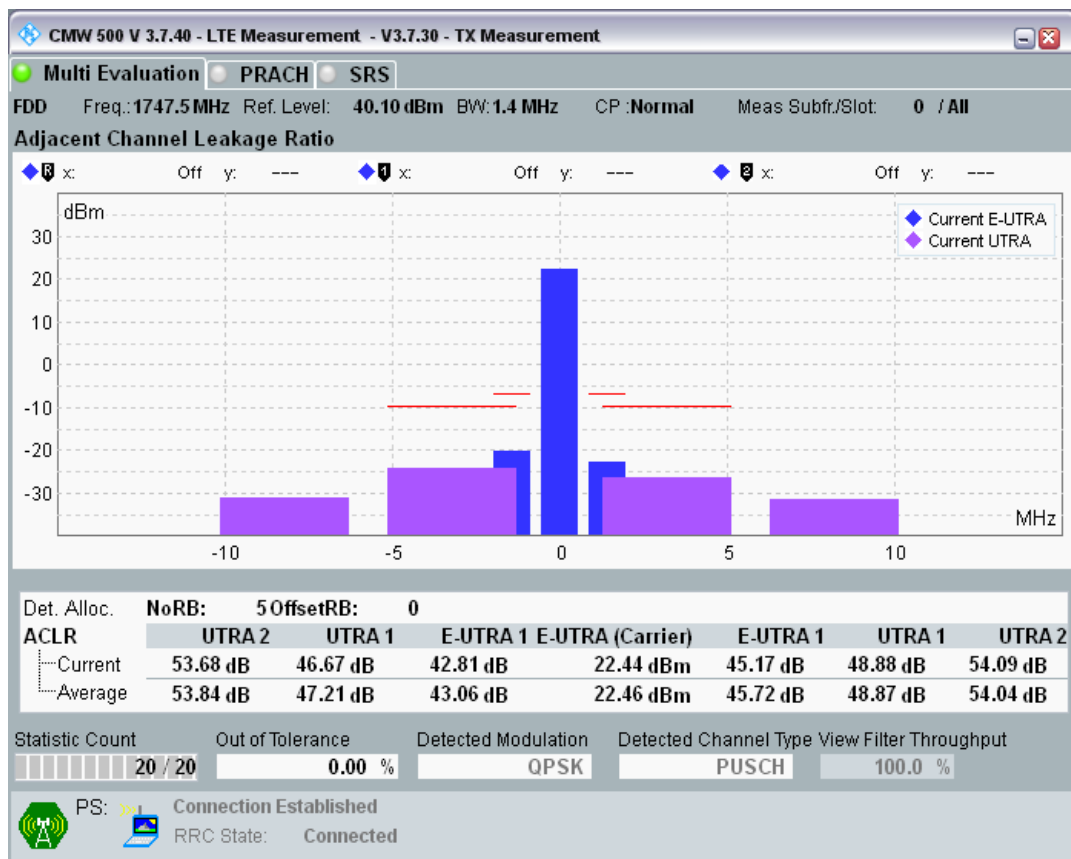 CMW 500 V 3.7.40 - LTE Measurement - V3.7.30 - TX Measurement
Multi Evaluation PRACH SRS
FDD Freq.: 1747.5 MHz Ref. Level: 40.10 dBm BW: 1.4 MHz CP :Normal Meas Subfr./Slot: 0 / All
Adjacent Channel Leakage Ratio
R x: Off y: --- 1 x: Off y: --- 2 x: Off y: ---
dBm
Current E-UTRA
Current UTRA
30
20
10
0
-10
-20
-30
MHz
-10 -5 0 5 10
Det. Alloc. NoRB: 5 OffsetRB: 0
ACLR UTRA 2 UTRA 1 E-UTRA 1 E-UTRA (Carrier) E-UTRA 1 UTRA 1 UTRA 2
Current 53.68 dB 46.67 dB 42.81 dB 22.44 dBm 45.17 dB 48.88 dB 54.09 dB
Average 53.84 dB 47.21 dB 43.06 dB 22.46 dBm 45.72 dB 48.87 dB 54.04 dB
Statistic Count Out of Tolerance Detected Modulation Detected Channel Type View Filter Throughput
20 / 20 0.00 % QPSK PUSCH 100.0 %
PS: Connection Established
RRC State: Connected